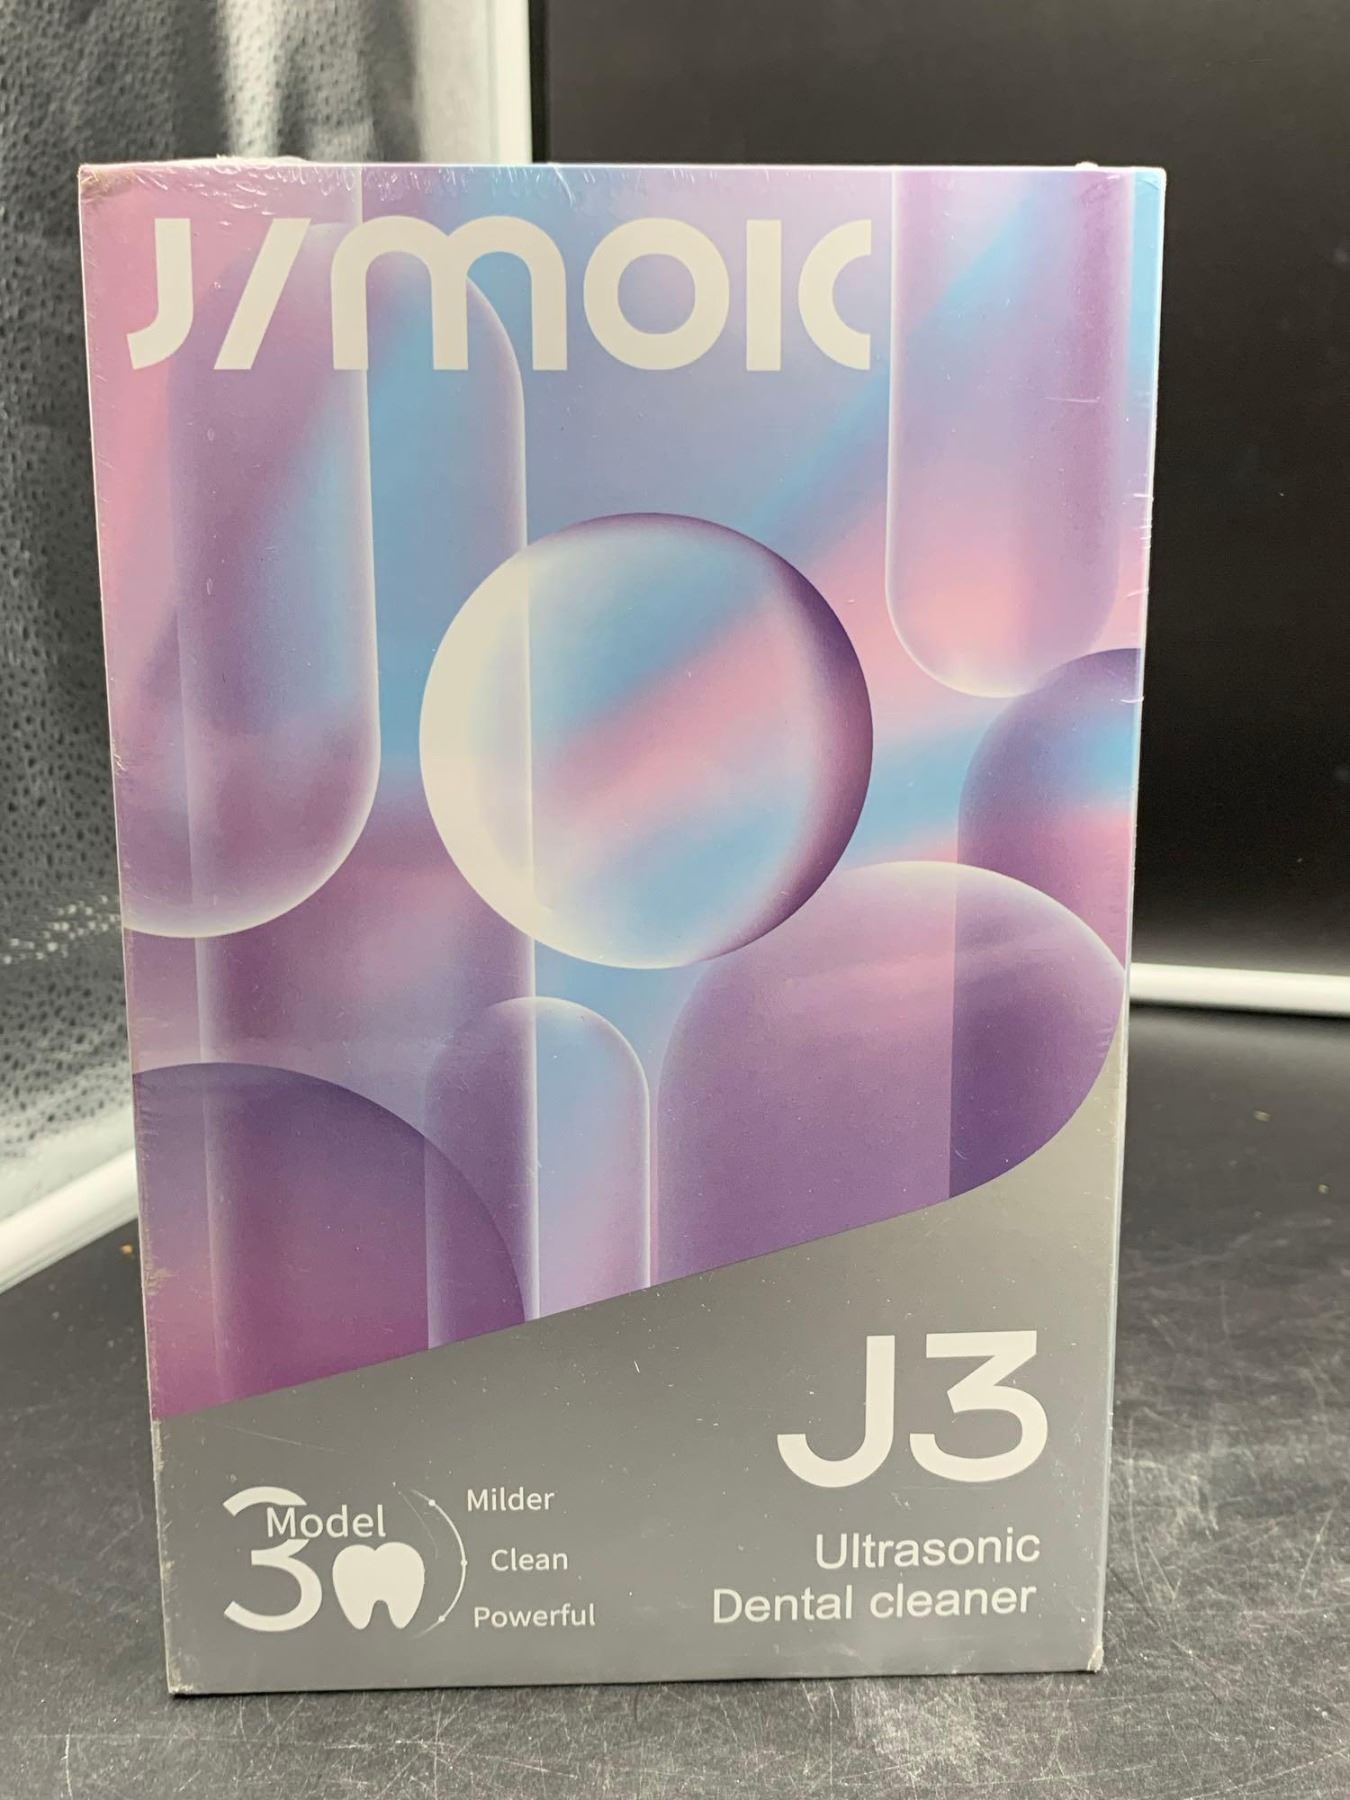 J/MOIC
J3
Ultrasonic
Dental cleaner
3 Model
Milder
Clean
Powerful